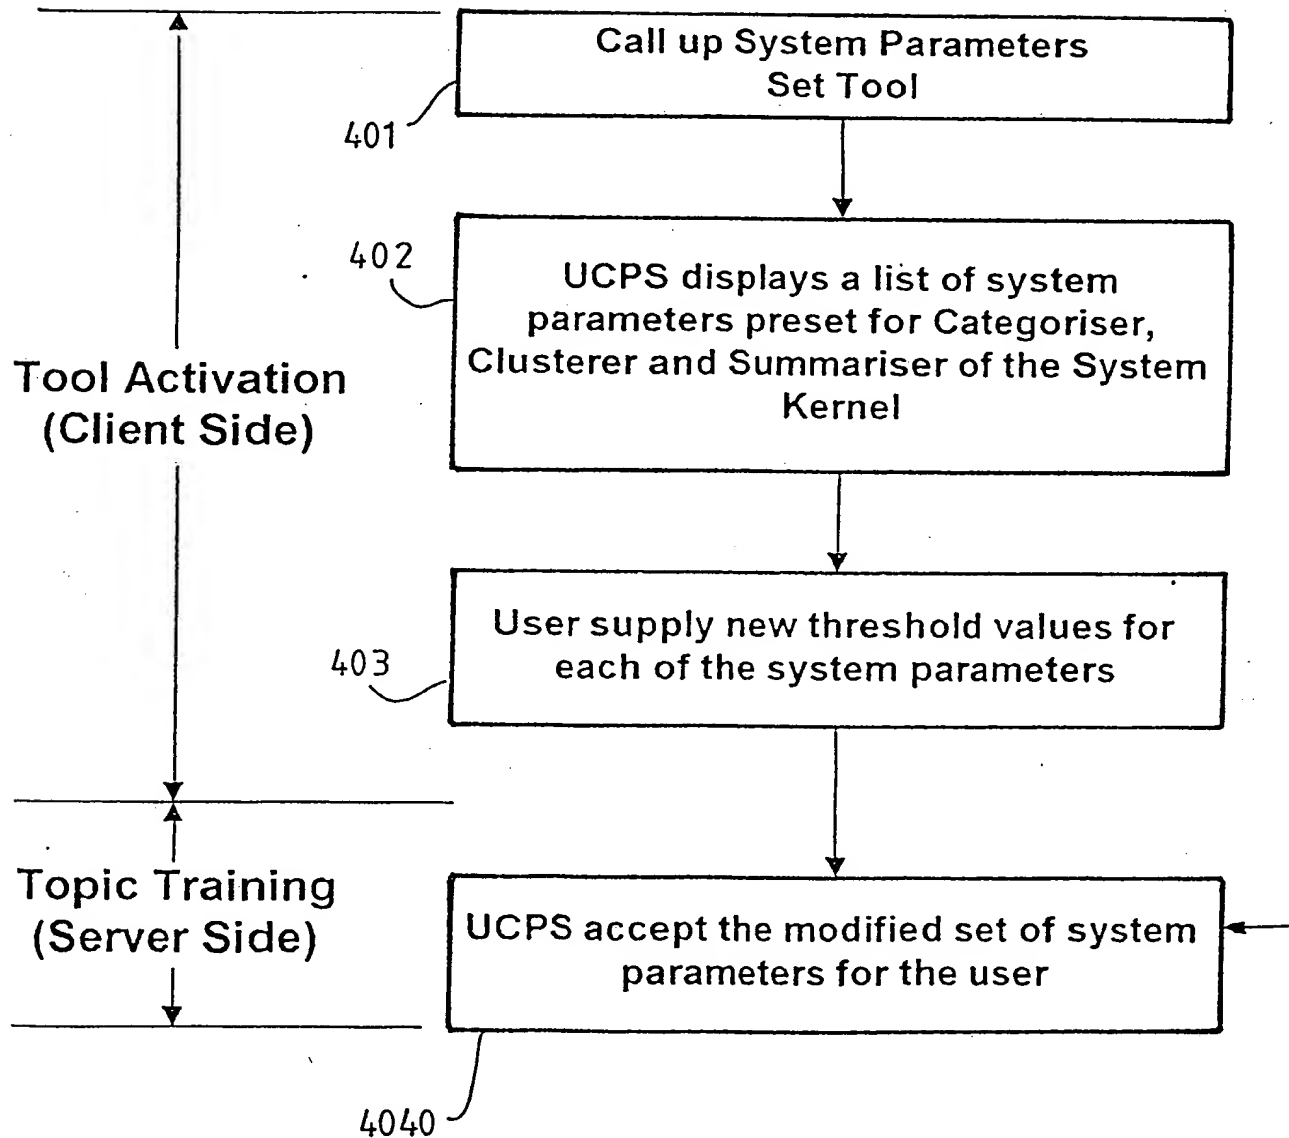 Call up System Parameters
Set Tool
401
402
UCPS displays a list of system
parameters preset for Categoriser,
Clusterer and Summariser of the System
Kernel
Tool Activation
(Client Side)
User supply new threshold values for
each of the system parameters
403
Topic Training
(Server Side)
UCPS accept the modified set of system
parameters for the user
4040